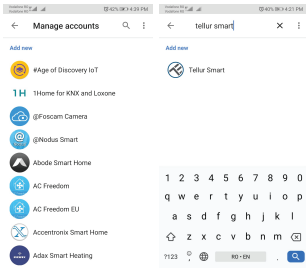 Vodafone RO
Vodafone RO
42%
4:29 PM
Manage accounts
Add new
#Age of Discovery IoT
1H
1Home for KNX and Loxone
@Foscam Camera
@Nodus Smart
Abode Smart Home
AC Freedom
AC Freedom EU
Accentronix Smart Home
Adax Smart Heating
Vodafone RO
Vodafone RO
43%
4:21 PM
tellur smart
Add new
Tellur Smart
1 2 3 4 5 6 7 8 9 0
q w e r t y u i o p
a s d f g h j k l
z x c v b n m
?123 , RO • EN .